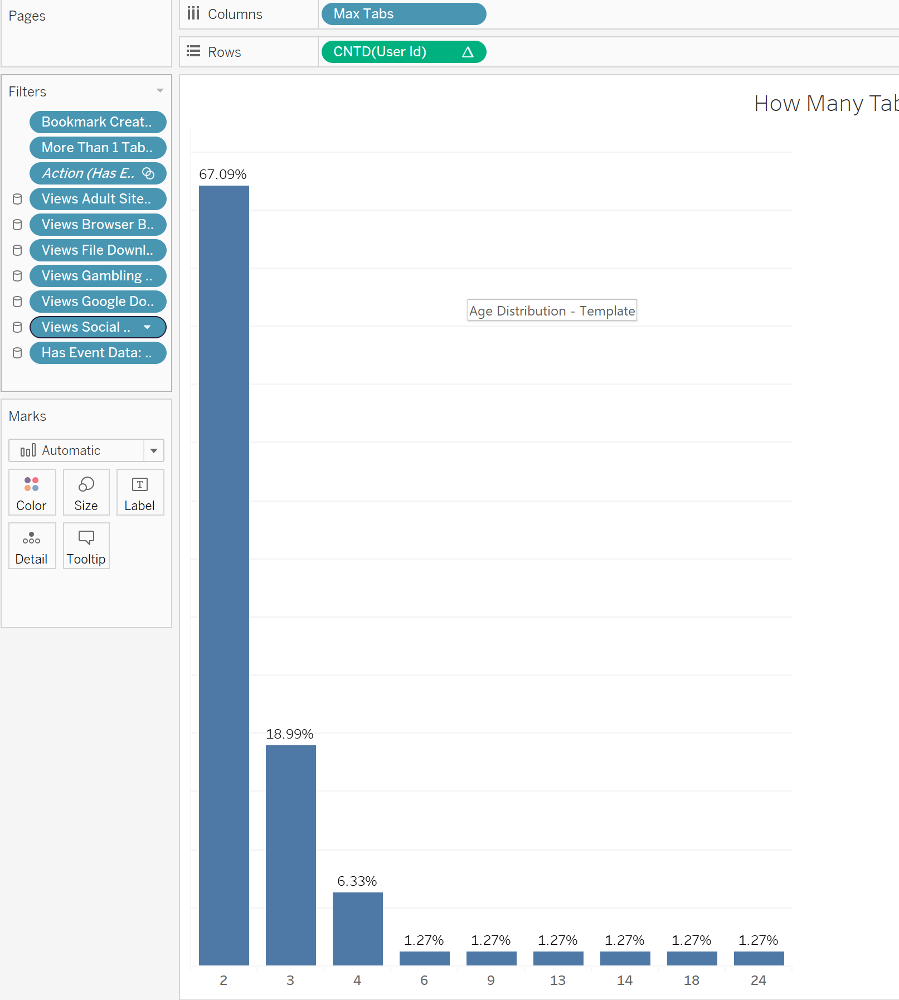 Pages
Columns
Max Tabs
Rows
CNTD(User Id)
Filters
Bookmark Creat..
More Than 1 Tab..
Action (Has E..
Views Adult Site..
Views Browser B..
Views File Downl..
Views Gambling ..
Views Google Do..
Views Social ..
Has Event Data: ..
Marks
Automatic
Color
Size
T
Label
Detail
Tooltip
How Many Tab
67.09%
Age Distribution - Template
18.99%
6.33%
1.27% 1.27% 1.27% 1.27% 1.27% 1.27%
2 3 4 6 9 13 14 18 24